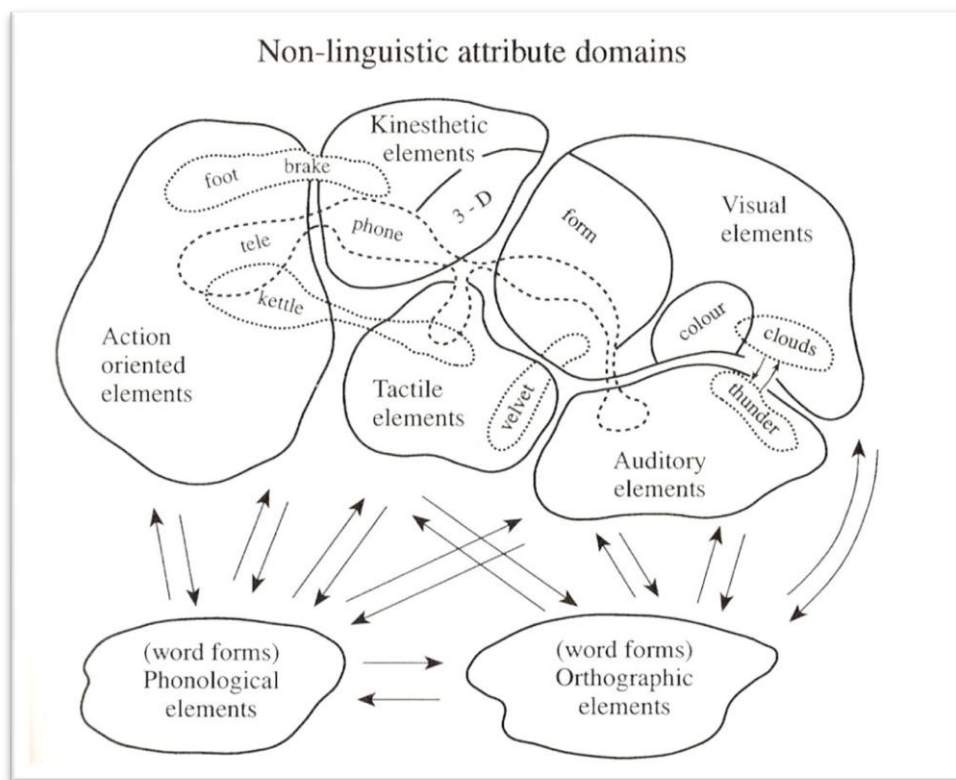 Non-linguistic attribute domains
Kinesthetic
elements
foot
brake
3 - D
phone
form
Visual
elements
tele
kettle
colour
clouds
Action
oriented
elements
Tactile
elements
velvet
thunder
Auditory
elements
(word forms)
Phonological
elements
(word forms)
Orthographic
elements